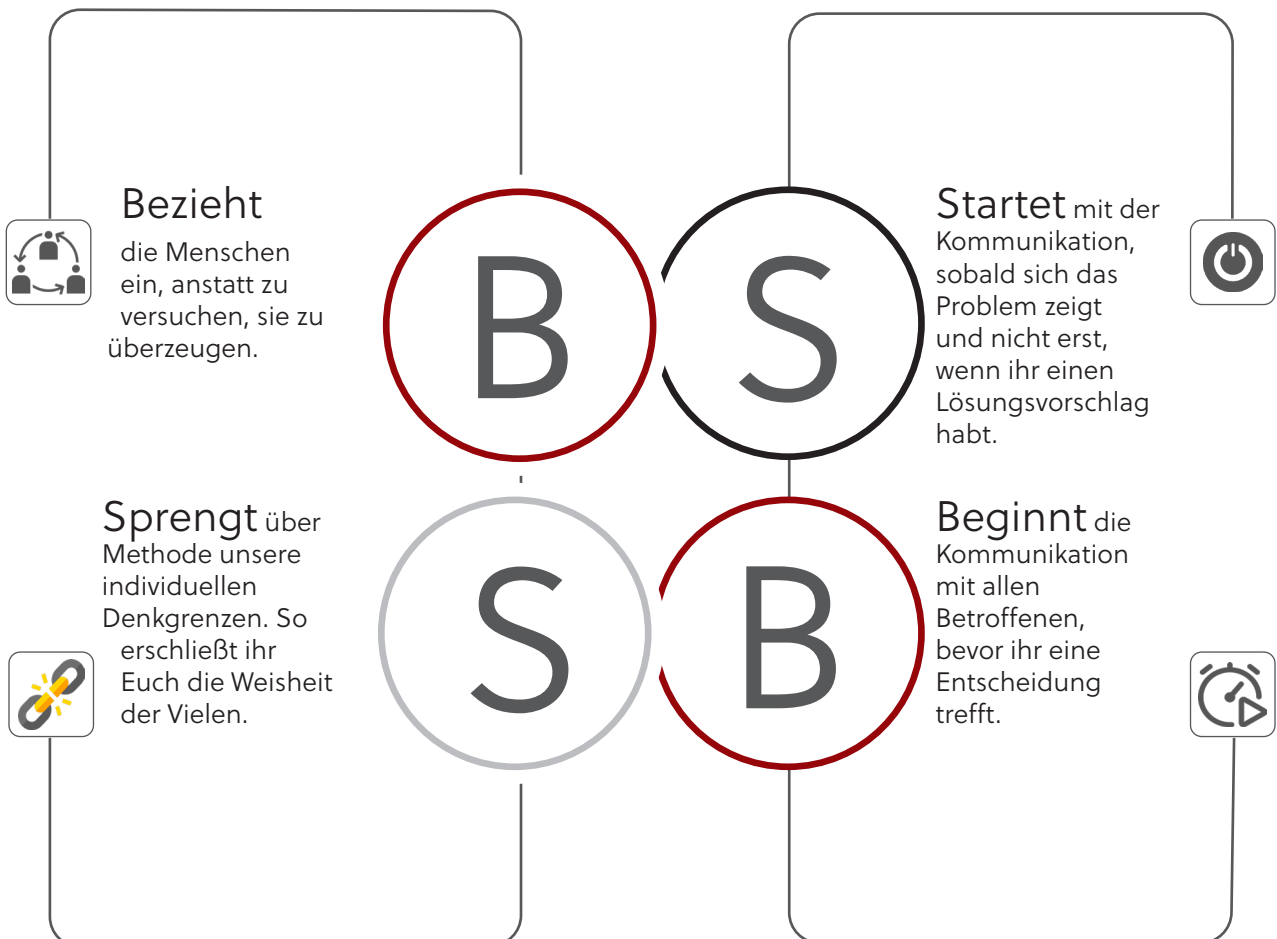 Bezieht
die Menschen
ein, anstatt zu
versuchen, sie zu
überzeugen.
B
S
Startet mit der
Kommunikation,
sobald sich das
Problem zeigt
und nicht erst,
wenn ihr einen
Lösungsvorschlag
habt.
Sprengt über
Methode unsere
individuellen
Denkgrenzen. So
erschließt ihr
Euch die Weisheit
der Vielen.
S
B
Beginnt die
Kommunikation
mit allen
Betroffenen,
bevor ihr eine
Entscheidung
trefft.